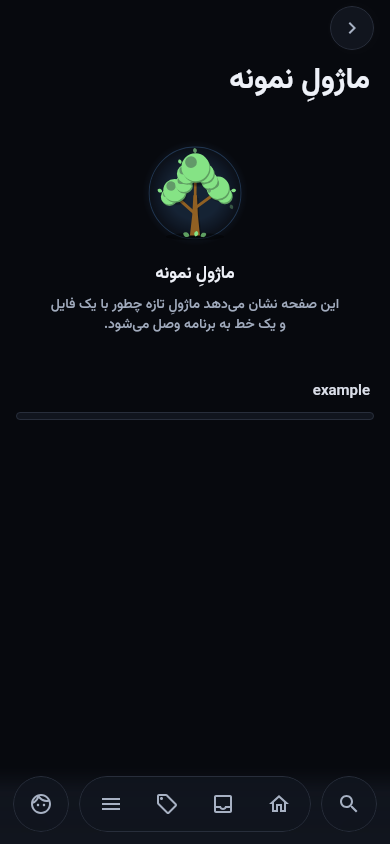 ماژولِ نمونه
ماژولِ نمونه
این صفحه نشان می‌دهد ماژولِ تازه چطور با یک فایل
و یک خط به برنامه وصل می‌شود.
example